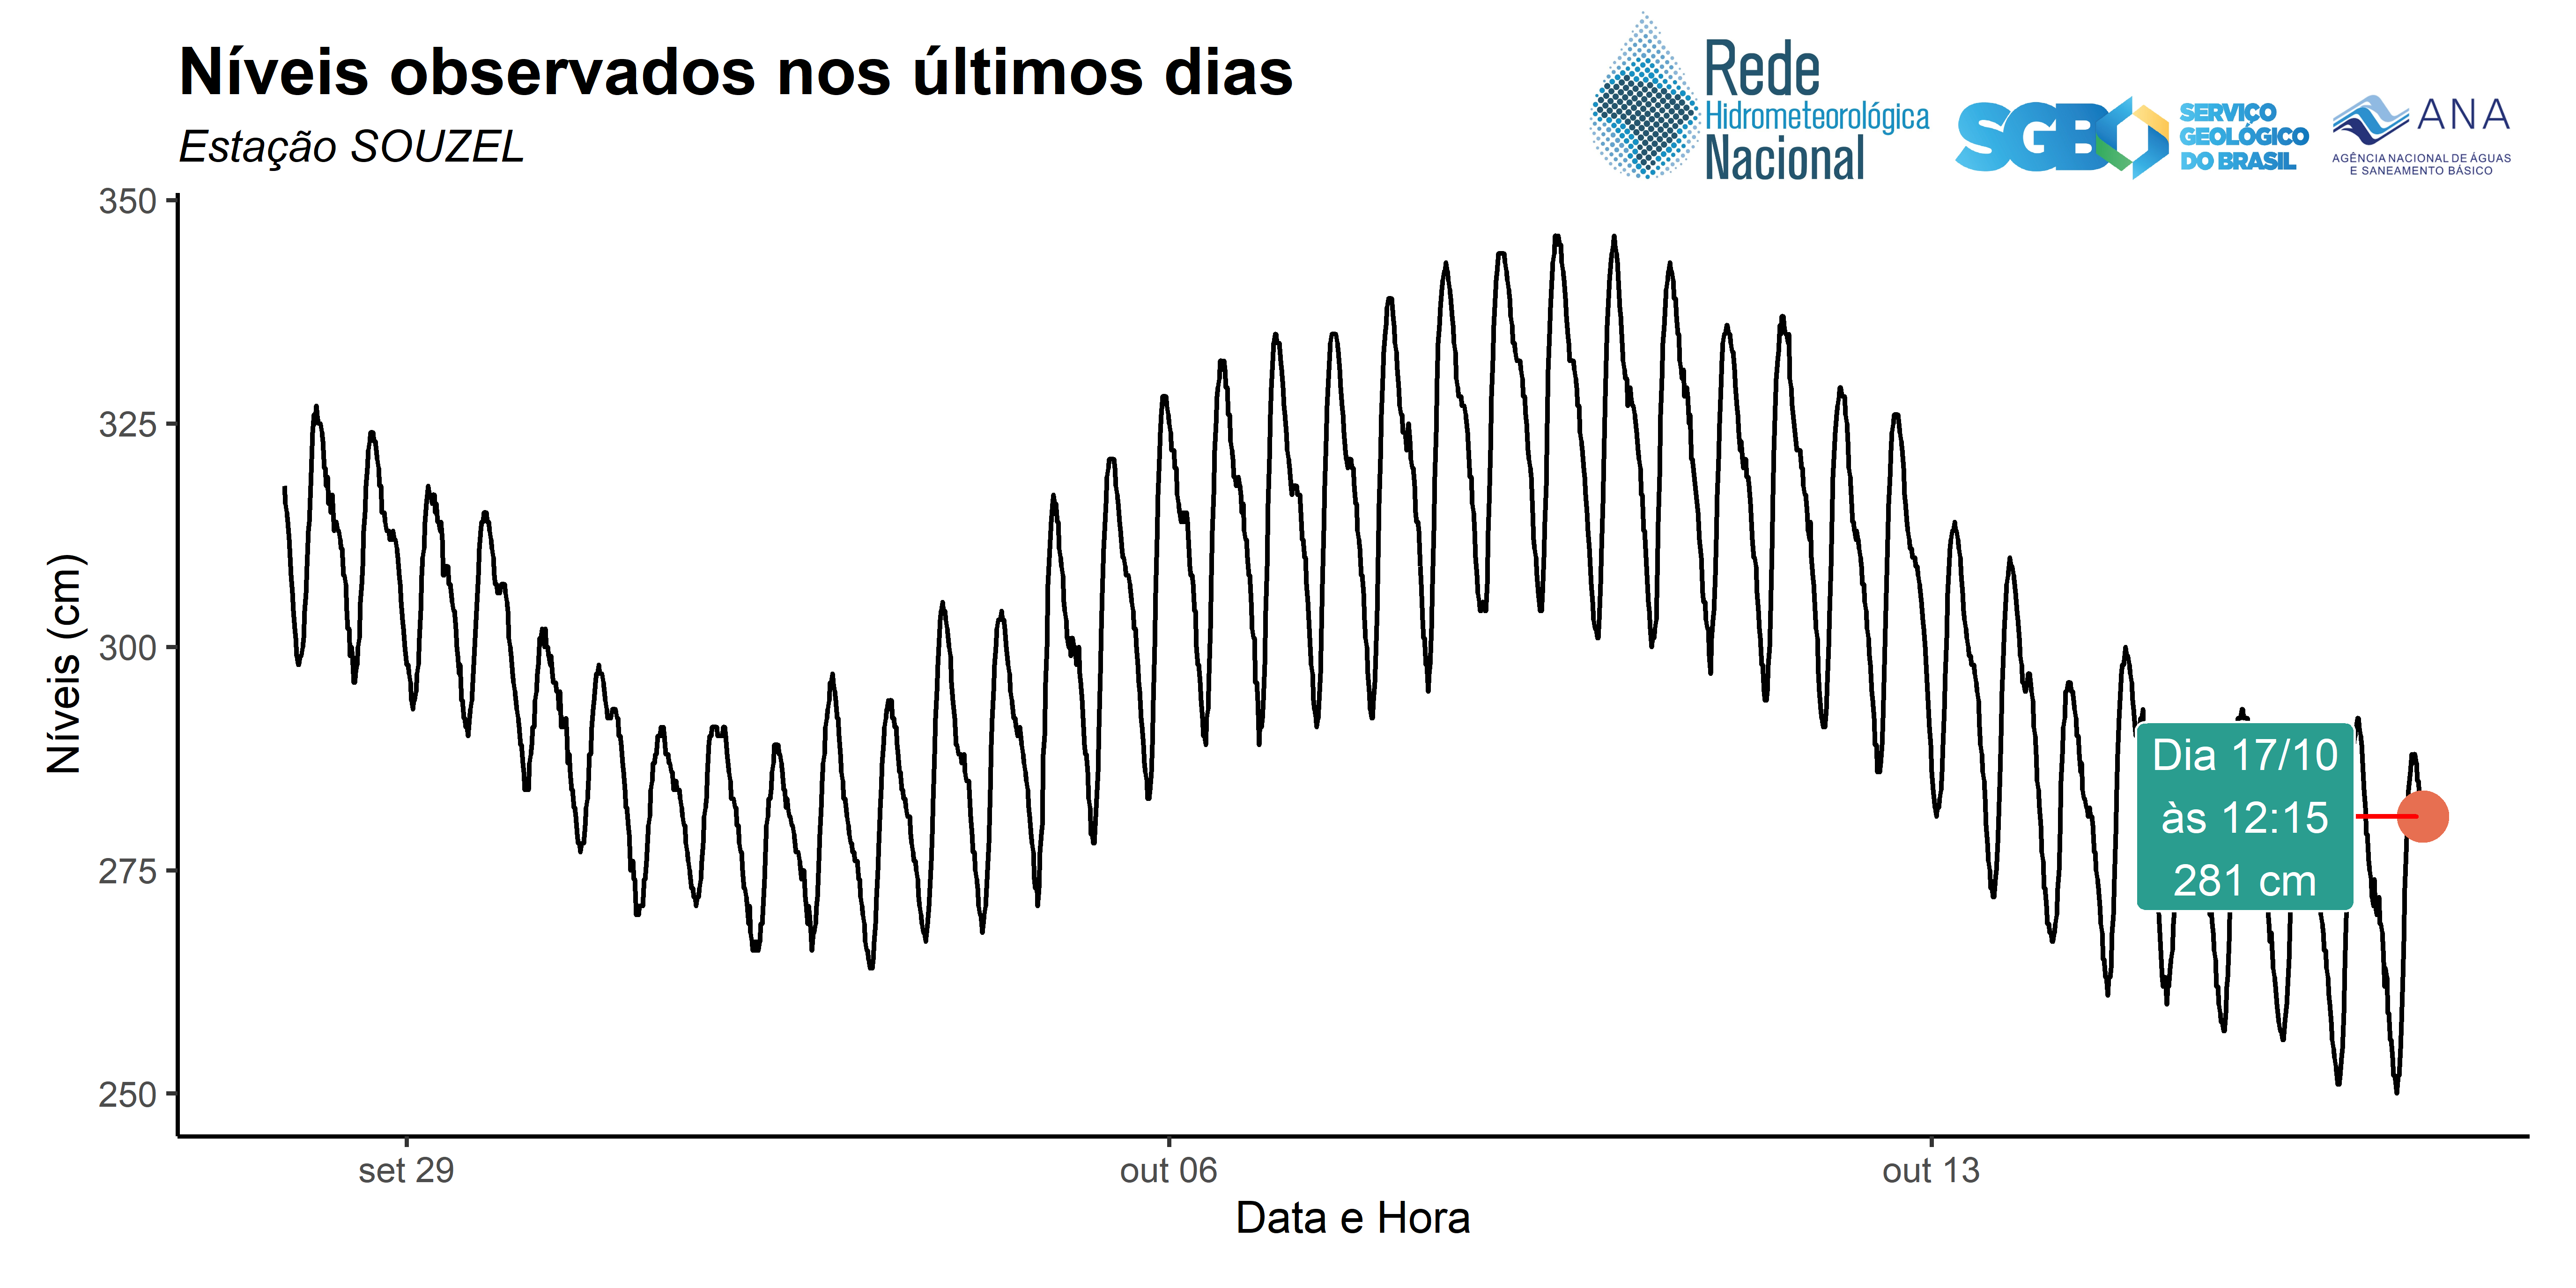 Níveis observados nos últimos dias
Estação SOUZEL
Rede
Hidrometeorológica
Nacional
SGB
SERVIÇO
GEOLÓGICO
DO BRASIL
ANA
AGÊNCIA NACIONAL DE ÁGUAS
E SANEAMENTO BÁSICO
Níveis (cm)
350
325
300
275
250
Dia 17/10
às 12:15
281 cm
set 29
out 06
out 13
Data e Hora